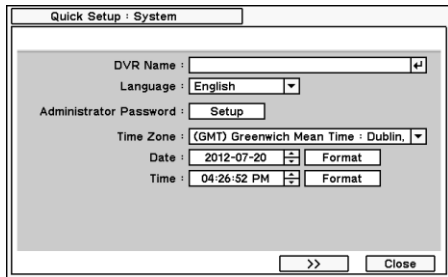 Quick Setup : System
DVR Name :
Language : English
Administrator Password : Setup
Time Zone : (GMT) Greenwich Mean Time : Dublin,
Date : 2012-07-20 Format
Time : 04:26:52 PM Format
>> Close